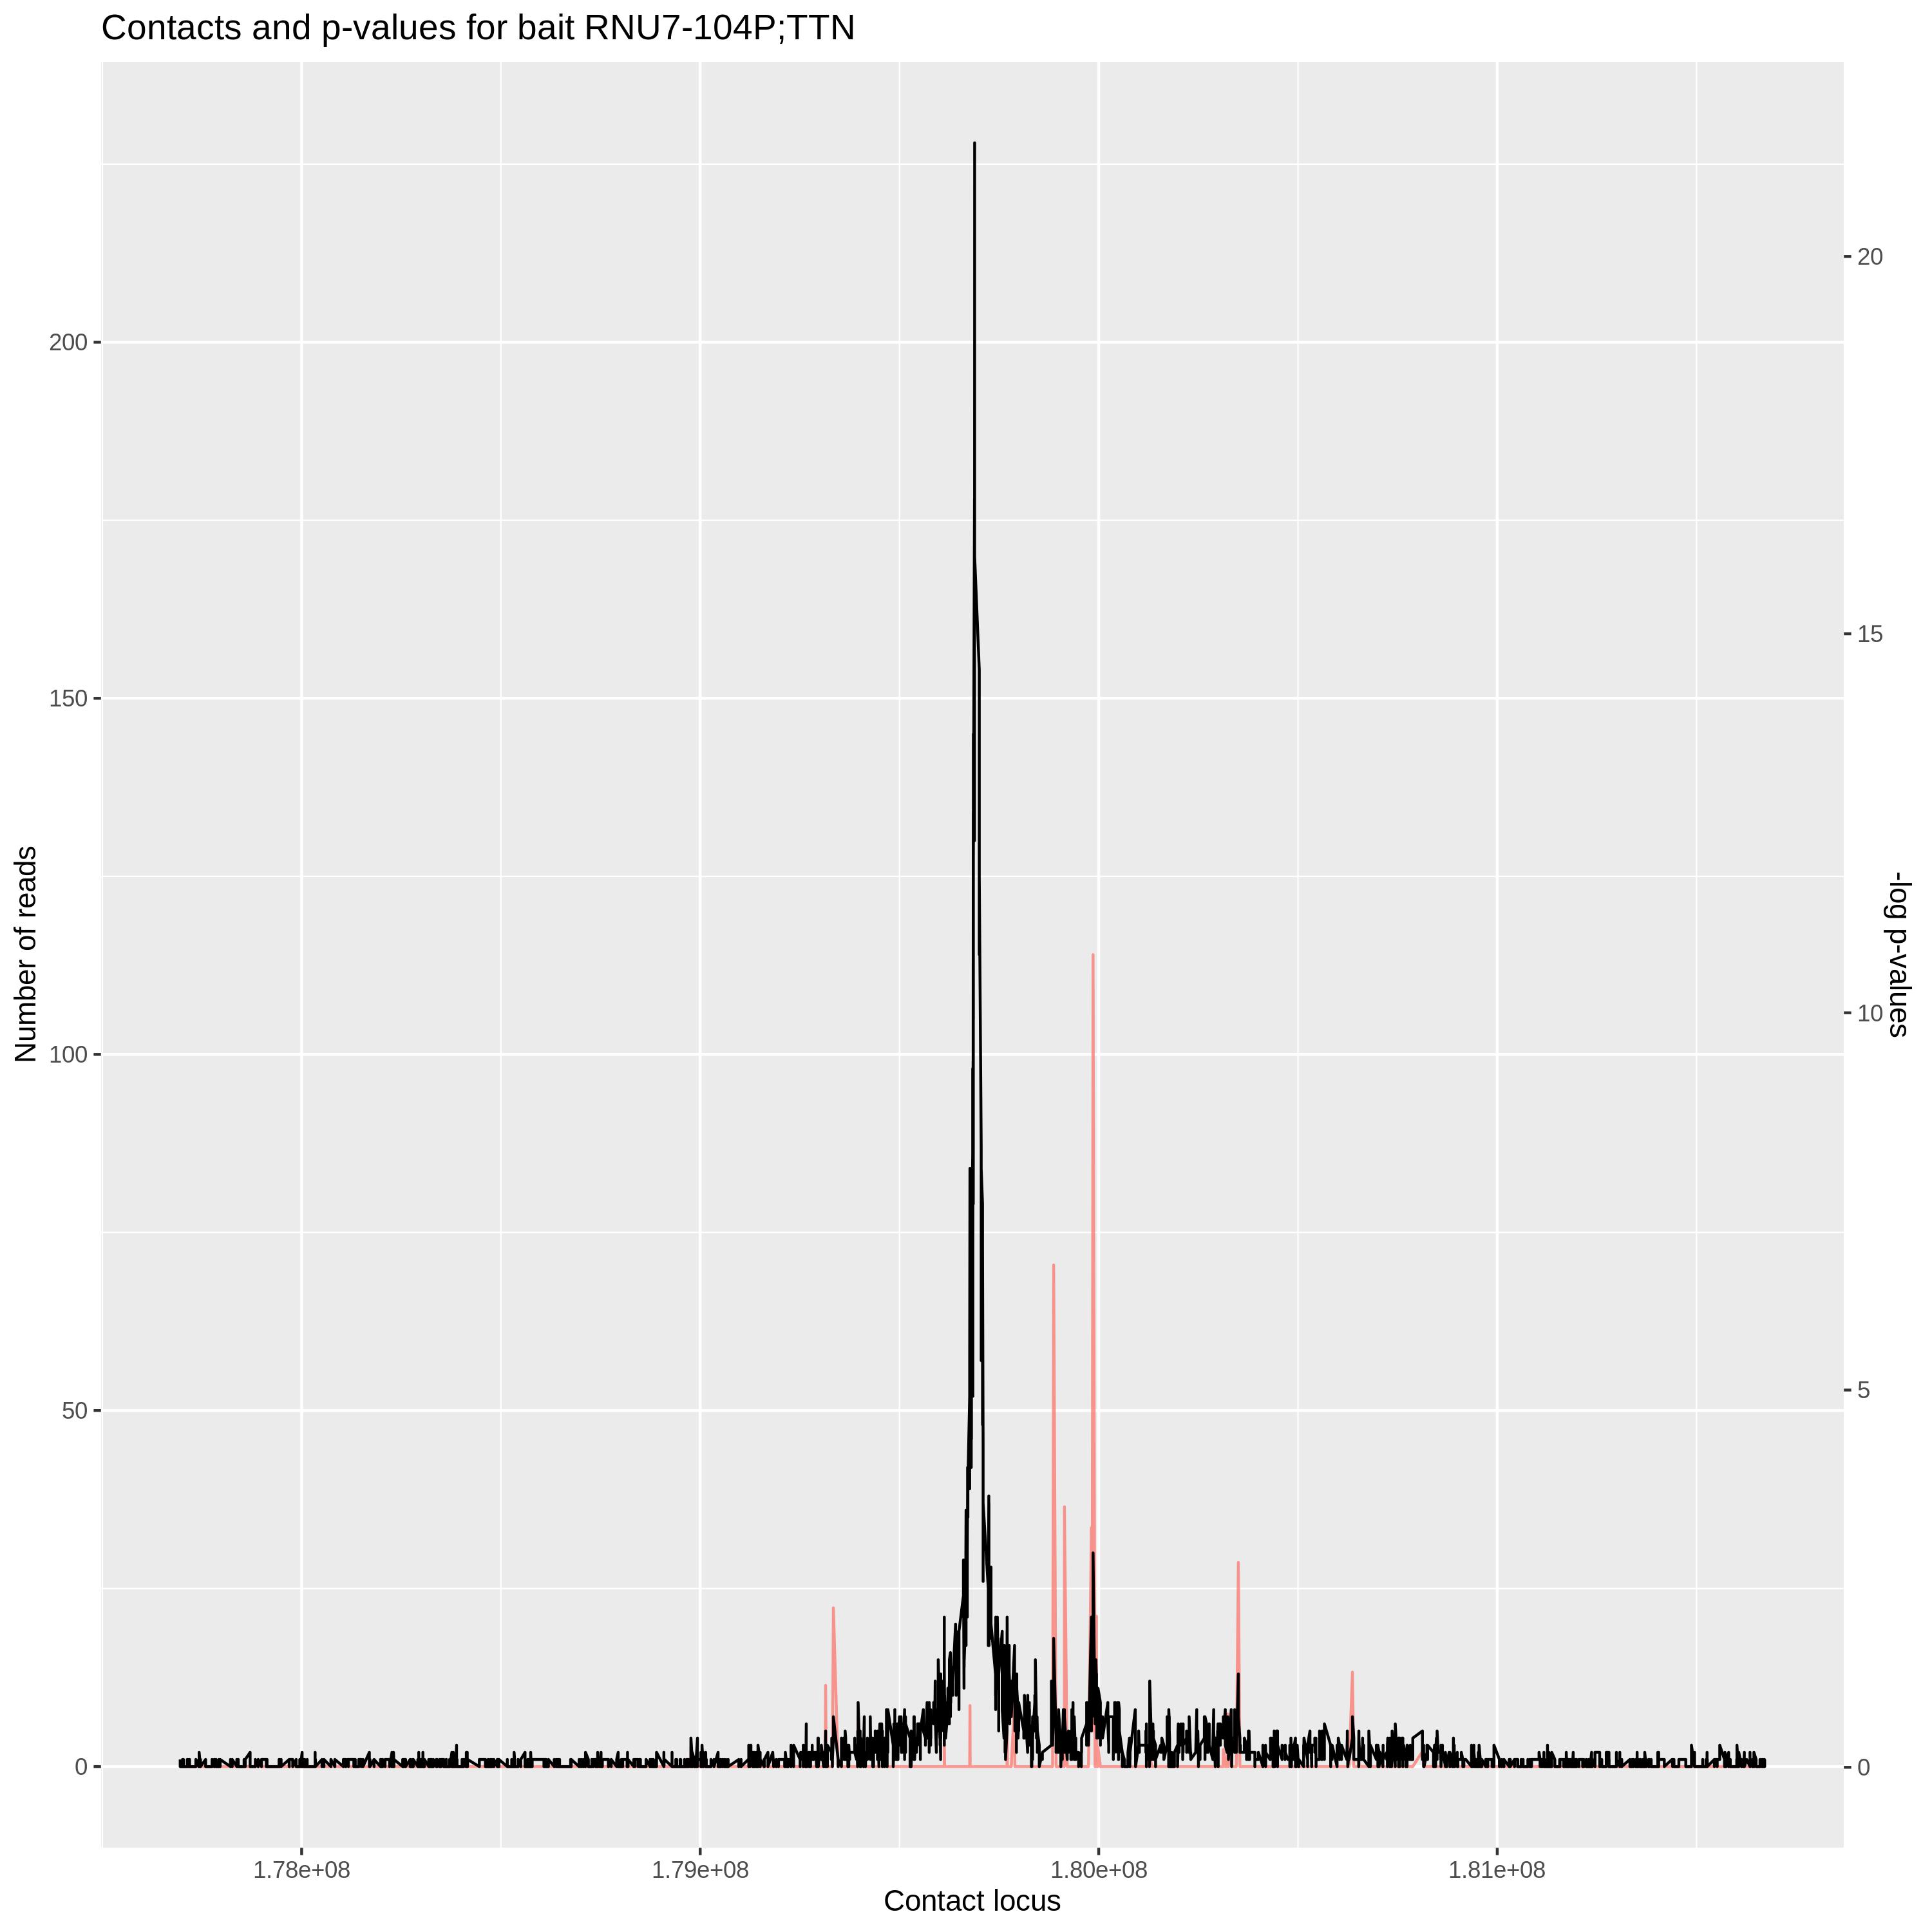 Contacts and p-values for bait RNU7-104P;TTN
200
150
100
50
0
Number of reads
20
15
10
5
0
-log p-values
1.78e+08
1.79e+08
1.80e+08
1.81e+08
Contact locus